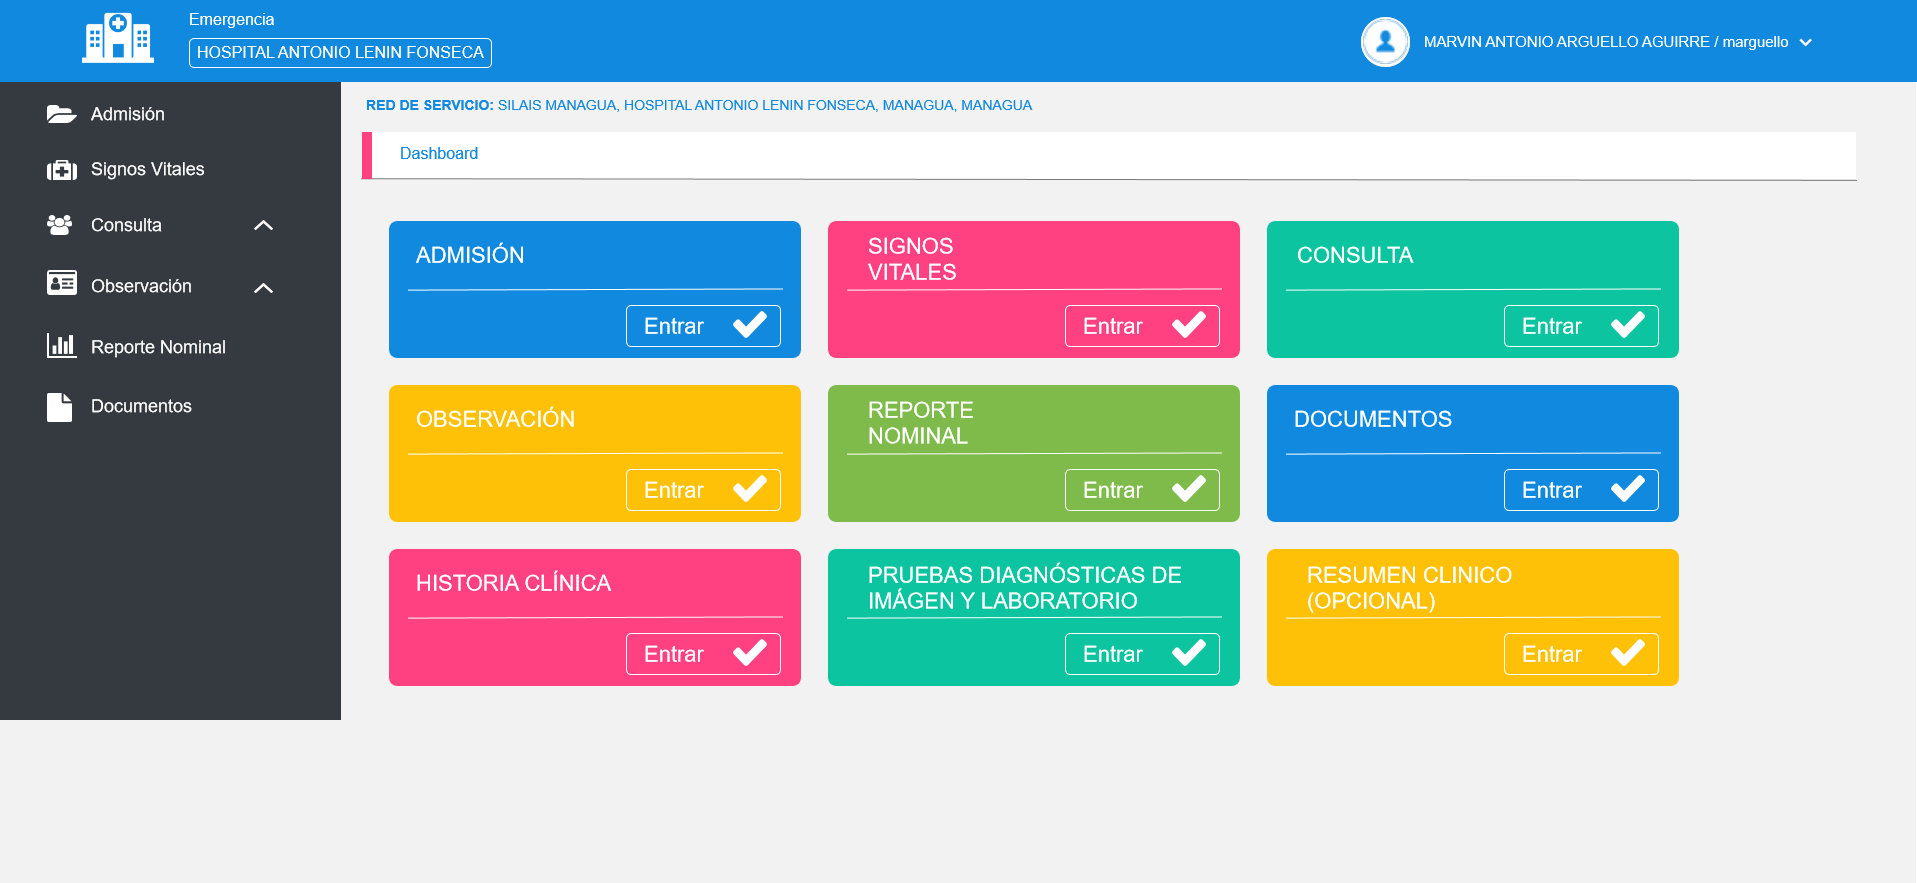 Emergencia
HOSPITAL ANTONIO LENIN FONSECA
MARVIN ANTONIO ARGUELLO AGUIRRE / marguello
Admisión
Signos Vitales
Consulta
Observación
Reporte Nominal
Documentos
RED DE SERVICIO: SILAIS MANAGUA, HOSPITAL ANTONIO LENIN FONSECA, MANAGUA, MANAGUA
Dashboard
ADMISIÓN
Entrar
SIGNOS
VITALES
Entrar
CONSULTA
Entrar
OBSERVACIÓN
Entrar
REPORTE
NOMINAL
Entrar
DOCUMENTOS
Entrar
HISTORIA CLÍNICA
Entrar
PRUEBAS DIAGNÓSTICAS DE
IMÁGEN Y LABORATORIO
Entrar
RESUMEN CLINICO
(OPCIONAL)
Entrar